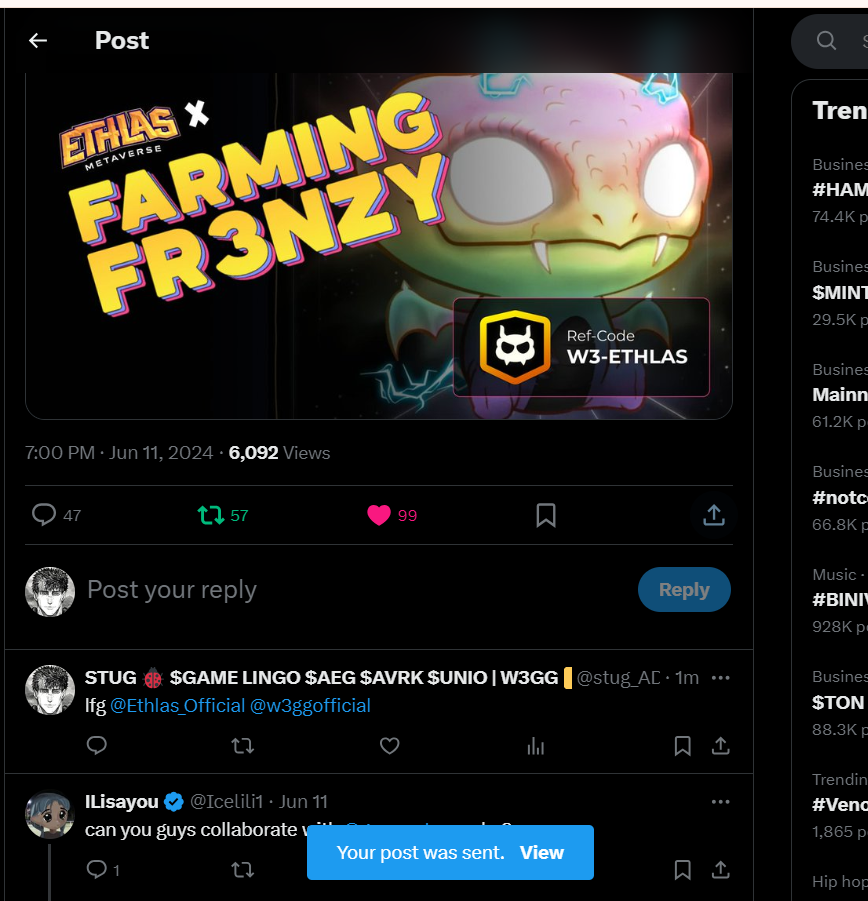 Post
ETHLAS X
METAVERSE
FARMING
FR3NZY
Ref-Code
W3-ETHLAS
7:00 PM · Jun 11, 2024 · 6,092 Views
47
57
99
Post your reply
Reply
STUG 🐞 $GAME LINGO $AEG $AVRK $UNIO | W3GG @stug_AD · 1m
lfg @Ethlas_Official @w3ggofficial
ILisayou @Icelili1 · Jun 11
can you guys collaborate
1
Your post was sent. View
Tren
Busines
#HAM
74.4K p
Busines
$MINT
29.5K p
Busines
Mainn
61.2K p
Busines
#notc
66.8K p
Music ·
#BINI
928K p
Busines
$TON
88.3K p
Trendin
#Veno
1,865 p
Hip hop